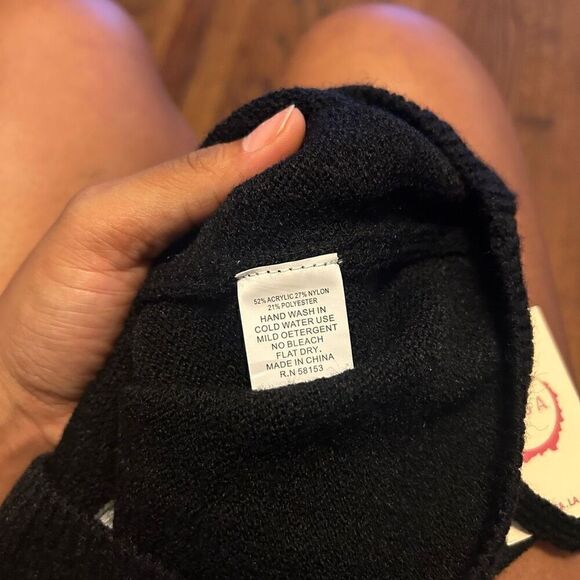 52% ACRYLIC 27% NYLON
21% POLYESTER
HAND WASH IN
COLD WATER USE
MILD OETERGENT
NO BLEACH
FLAT DRY.
MADE IN CHINA
R.N 58153